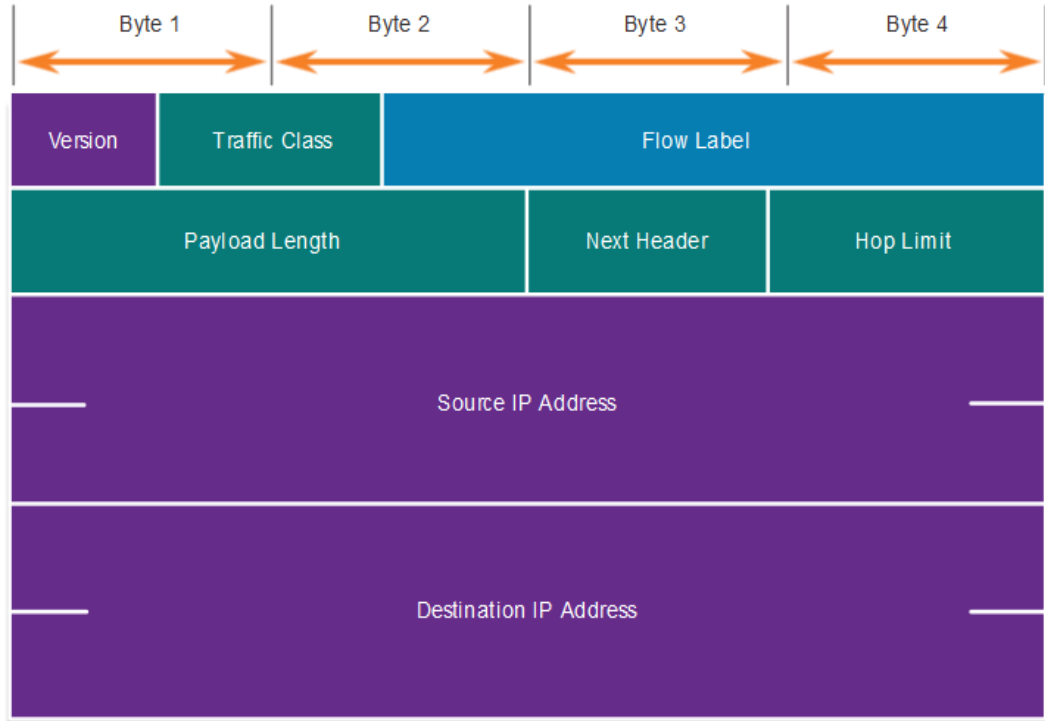 Byte 1 Byte 2 Byte 3 Byte 4
Version Traffic Class Flow Label
Payload Length Next Header Hop Limit
Source IP Address
Destination IP Address